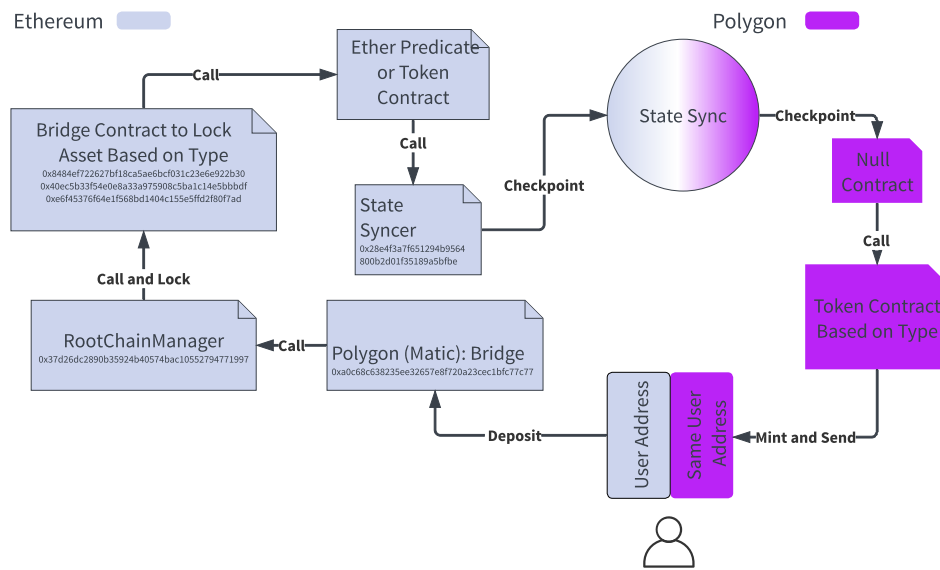 Ethereum
Polygon
Ether Predicate
or Token
Contract
Call
State Sync
Checkpoint
Bridge Contract to Lock
Asset Based on Type
0x8484ef722627bf18ca5ae6bcf031c23e6e922b30
0x40ec5b33f54e0e8a33a975908c5ba1c14e5bbbdf
0xe6f45376f64e1f568bd1404c155e5ffd2f80f7ad
Call
Null
Contract
Checkpoint
State
Syncer
0x28e4f3a7f651294b9564
800b2d01f35189a5bfbe
Call
Call and Lock
Token Contract
Based on Type
RootChainManager
0x37d26dc2890b35924b40574bac10552794771997
Call
Polygon (Matic): Bridge
0xa0c68c638235ee32657e8f720a23cec1bfc77c77
Deposit
User Address
Same User
Address
Mint and Send